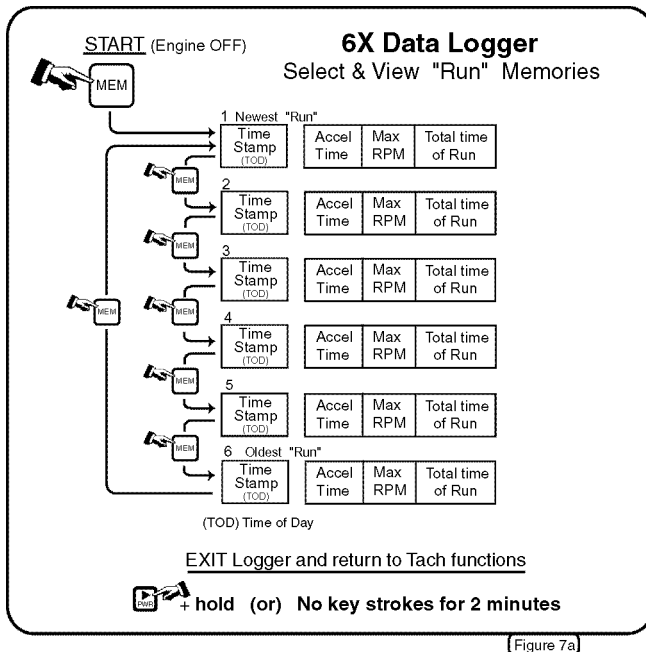 START (Engine OFF)
6X Data Logger
Select & View "Run" Memories
MEM
1 Newest "Run"
Time Stamp (TOD)
Accel Time
Max RPM
Total time of Run
MEM
2
Time Stamp (TOD)
Accel Time
Max RPM
Total time of Run
MEM
3
Time Stamp (TOD)
Accel Time
Max RPM
Total time of Run
MEM
MEM
4
Time Stamp (TOD)
Accel Time
Max RPM
Total time of Run
MEM
5
Time Stamp (TOD)
Accel Time
Max RPM
Total time of Run
MEM
6 Oldest "Run"
Time Stamp (TOD)
Accel Time
Max RPM
Total time of Run
(TOD) Time of Day
EXIT Logger and return to Tach functions
PWR + hold (or) No key strokes for 2 minutes
Figure 7a